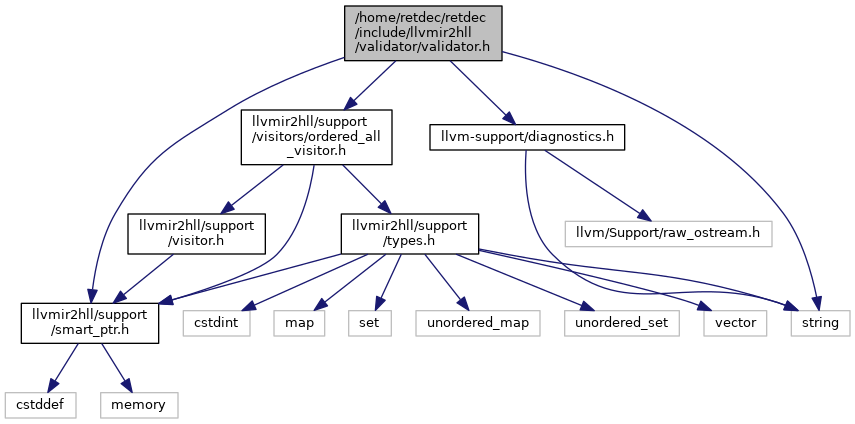 /home/retdec/retdec
/include/llvmir2hll
/validator/validator.h
llvmir2hll/support
/visitors/ordered_all
_visitor.h
llvm-support/diagnostics.h
llvmir2hll/support
/visitor.h
llvmir2hll/support
/types.h
llvm/Support/raw_ostream.h
llvmir2hll/support
/smart_ptr.h
cstdint
map
set
unordered_map
unordered_set
vector
string
cstddef
memory